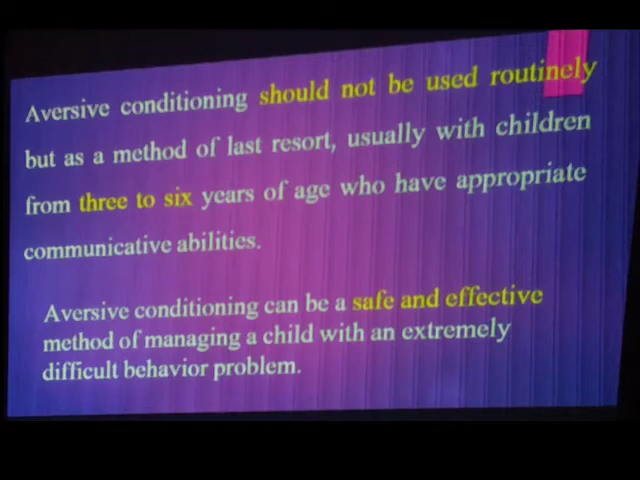 Aversive conditioning should not be used routinely
but as a method of last resort, usually with children
from three to six years of age who have appropriate
communicative abilities.
Aversive conditioning can be a safe and effective
method of managing a child with an extremely
difficult behavior problem.